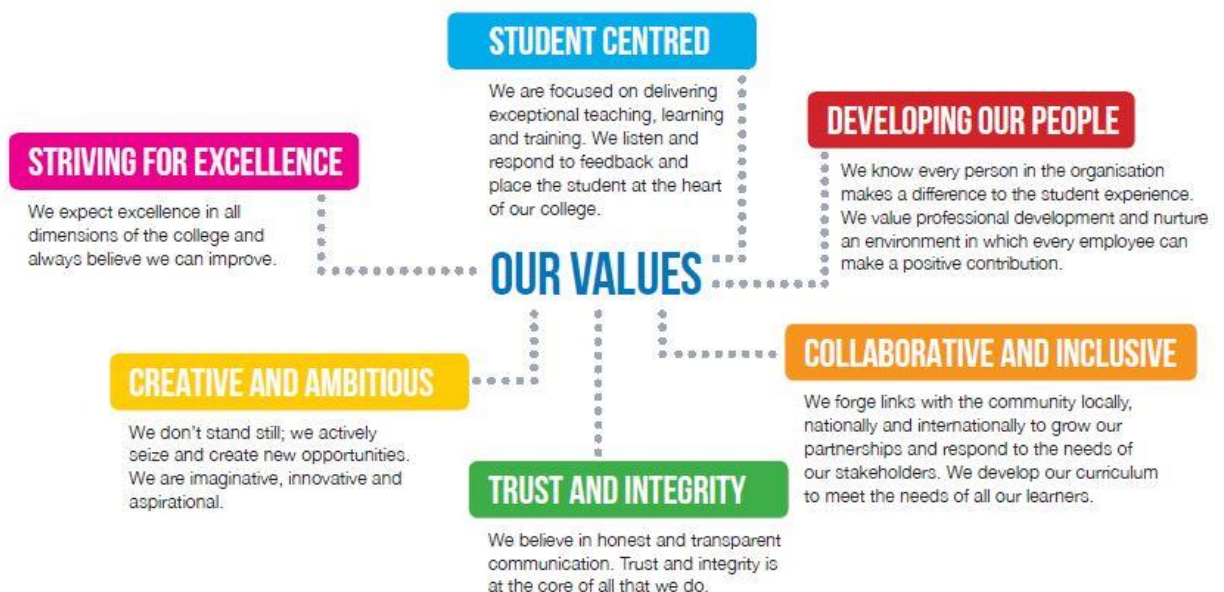 STUDENT CENTRED
We are focused on delivering
exceptional teaching, learning
and training. We listen and
respond to feedback and
place the student at the heart
of our college.
DEVELOPING OUR PEOPLE
We know every person in the organisation
makes a difference to the student experience.
We value professional development and nurture
an environment in which every employee can
make a positive contribution.
STRIVING FOR EXCELLENCE
We expect excellence in all
dimensions of the college and
always believe we can improve.
OUR VALUES
CREATIVE AND AMBITIOUS
We don't stand still; we actively
seize and create new opportunities.
We are imaginative, innovative and
aspirational.
TRUST AND INTEGRITY
We believe in honest and transparent
communication. Trust and integrity is
at the core of all that we do.
COLLABORATIVE AND INCLUSIVE
We forge links with the community locally,
nationally and internationally to grow our
partnerships and respond to the needs of
our stakeholders. We develop our curriculum
to meet the needs of all our learners.